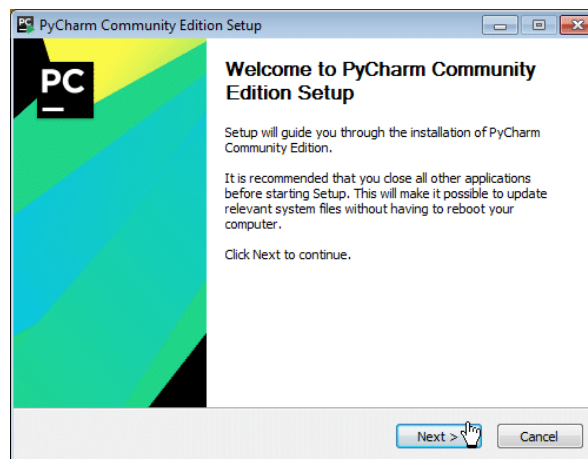 PyCharm Community Edition Setup
PC
Welcome to PyCharm Community
Edition Setup
Setup will guide you through the installation of PyCharm
Community Edition.
It is recommended that you close all other applications
before starting Setup. This will make it possible to update
relevant system files without having to reboot your
computer.
Click Next to continue.
Next >
Cancel